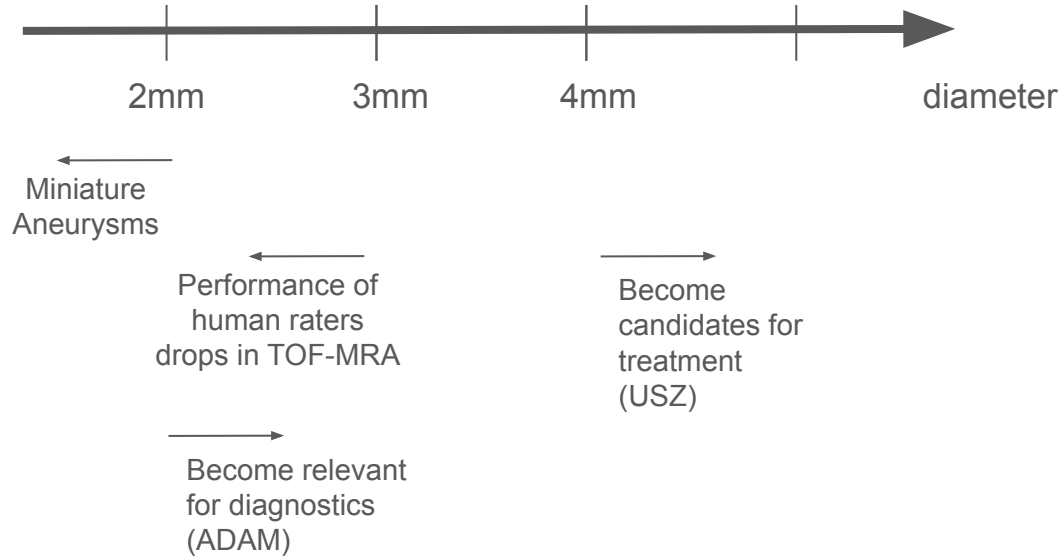 2mm 3mm 4mm diameter
Miniature
Aneurysms
Performance of
human raters
drops in TOF-MRA
Become
candidates for
treatment
(USZ)
Become relevant
for diagnostics
(ADAM)